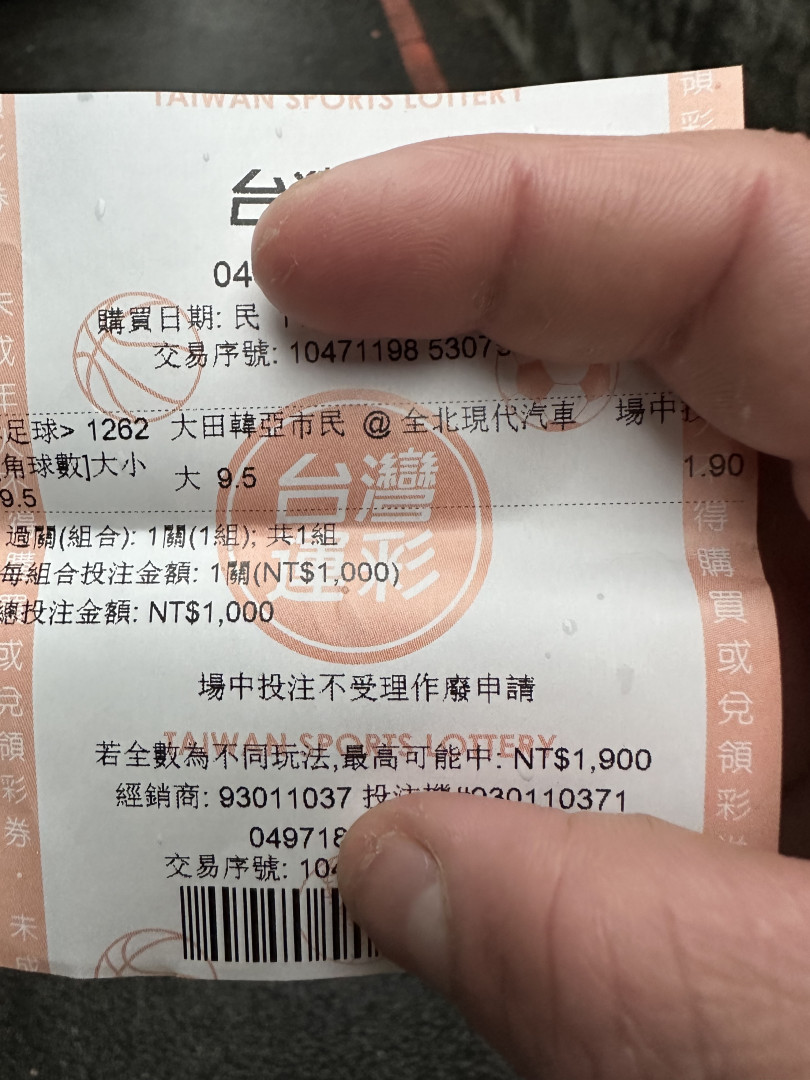 TAIWAN SPORTS LOTTERY
台
04
購買日期: 民
交易序號: 10471198 5307
足球> 1262 大田韓亞市民 @ 全北現代汽車 場中
角球數]大小 大 9.5 1.90
9.5
台灣運彩
過關(組合): 1關(1組); 共1組
每組合投注金額: 1關(NT$1,000)
總投注金額: NT$1,000
場中投注不受理作廢申請
TAIWAN SPORTS LOTTERY
若全數為不同玩法,最高可能中: NT$1,900
經銷商: 93011037 投注機#930110371
049718
交易序號: 104
得購買或兌領彩
或兌領彩券.未成